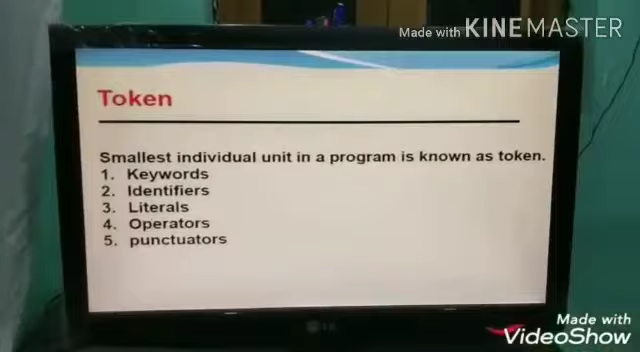 Made with KINEMASTER
Token
Smallest individual unit in a program is known as token.
1. Keywords
2. Identifiers
3. Literals
4. Operators
5. punctuators
LG
Made with
VideoShow